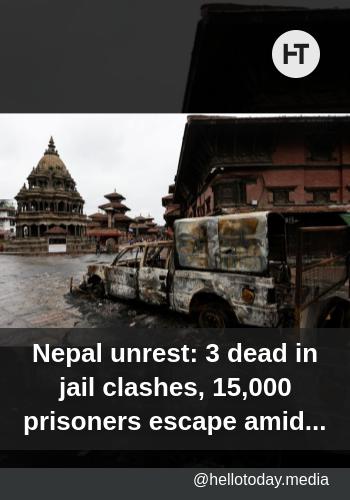 HT
Nepal unrest: 3 dead in
jail clashes, 15,000
prisoners escape amid...
@hellotoday.media